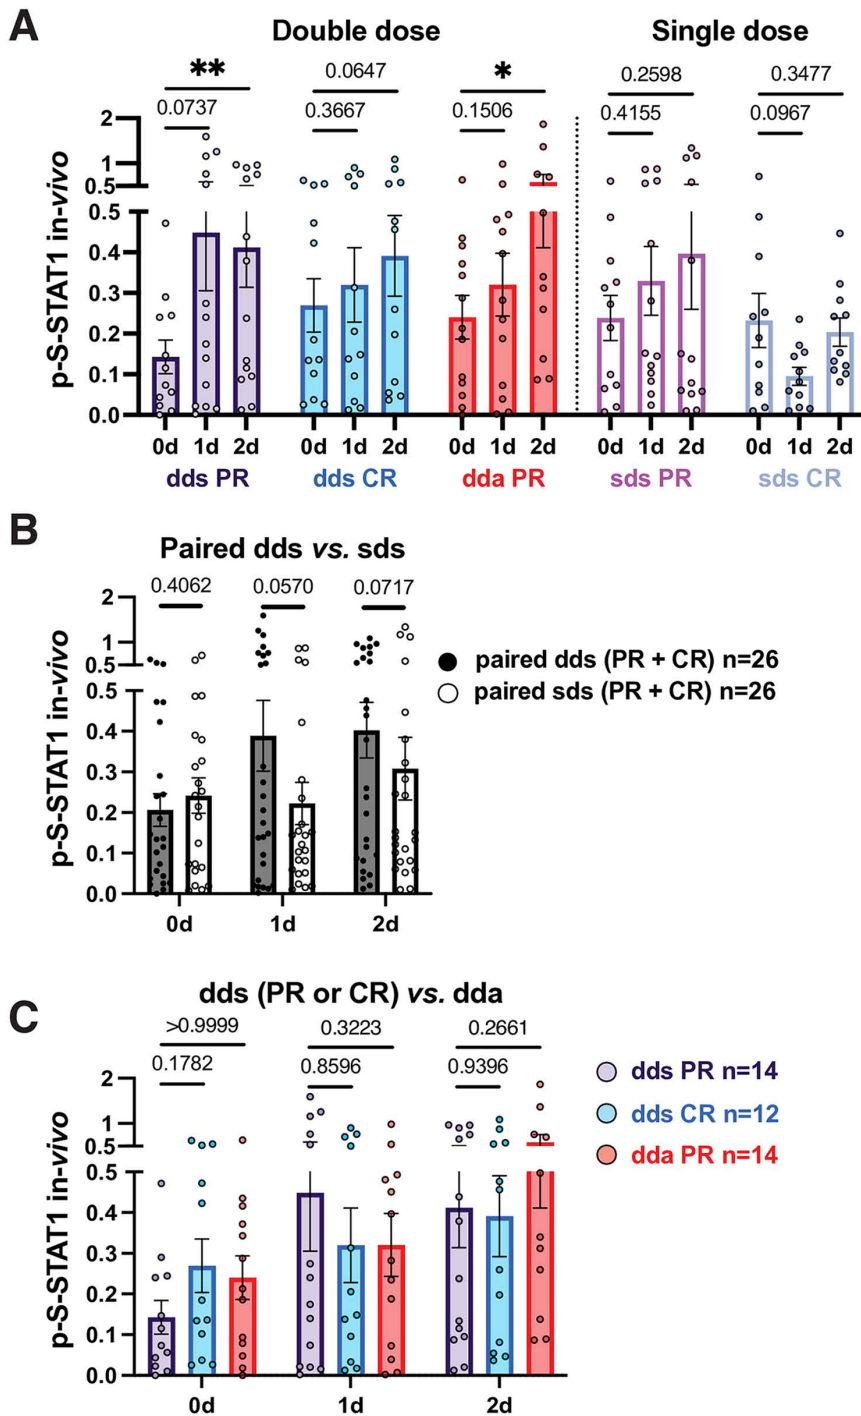 A
Double dose
Single dose
** 0.0647 * 0.2598 0.3477
0.0737 0.3667 0.1506 0.4155 0.0967
p-S-STAT1 in-vivo
2
1
0.5
0.5
0.4
0.3
0.2
0.1
0.0
0d 1d 2d 0d 1d 2d 0d 1d 2d 0d 1d 2d 0d 1d 2d
dds PR dds CR dda PR sds PR sds CR
B
Paired dds vs. sds
0.4062 0.0570 0.0717
p-S-STAT1 in-vivo
2
1
0.5
0.5
0.4
0.3
0.2
0.1
0.0
0d 1d 2d
paired dds (PR + CR) n=26
paired sds (PR + CR) n=26
C
dds (PR or CR) vs. dda
>0.9999 0.3223 0.2661
0.1782 0.8596 0.9396
p-S-STAT1 in-vivo
2
1
0.5
0.5
0.4
0.3
0.2
0.1
0.0
0d 1d 2d
dds PR n=14
dds CR n=12
dda PR n=14